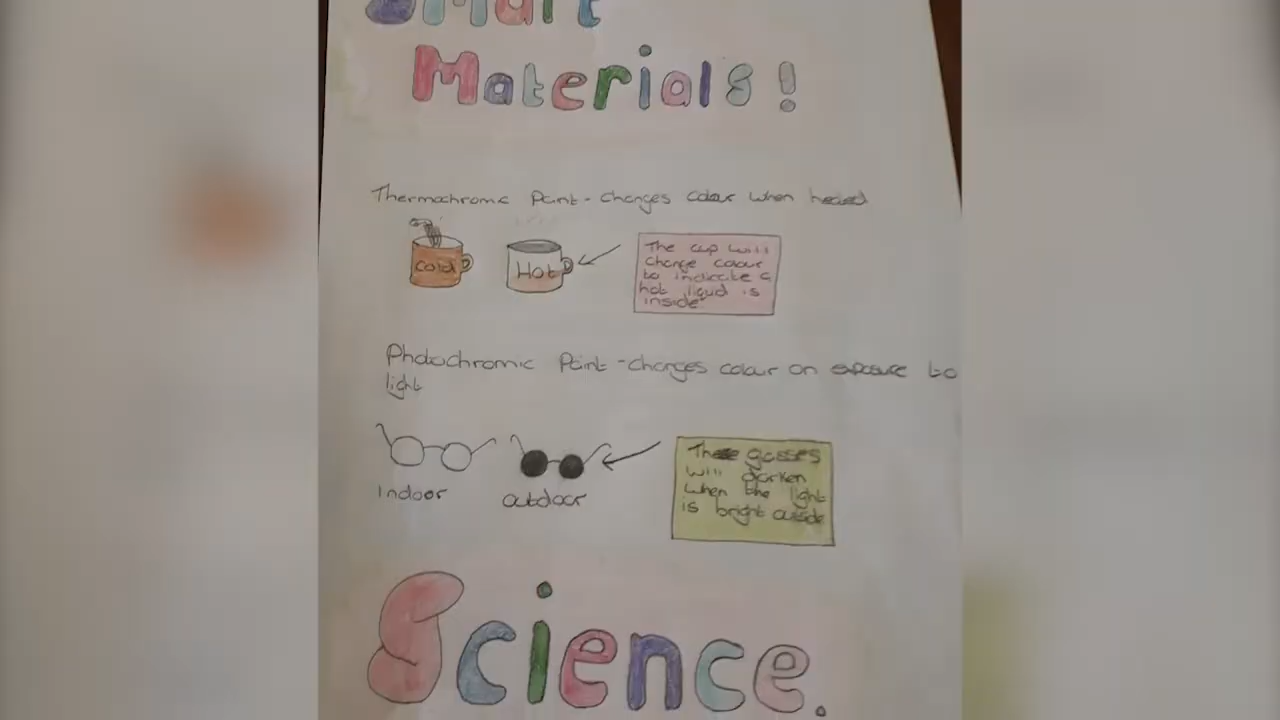 Smart
Materials!
Thermochromic Paint - Changes colour when heated
Cold
Hot
The cup will
change colour
to indicate a
hot liquid is
inside.
Photochromic Paint - Changes colour on exposure to
light
Indoor
outdoor
These glasses
will darken
when the light
is bright outside
Science.